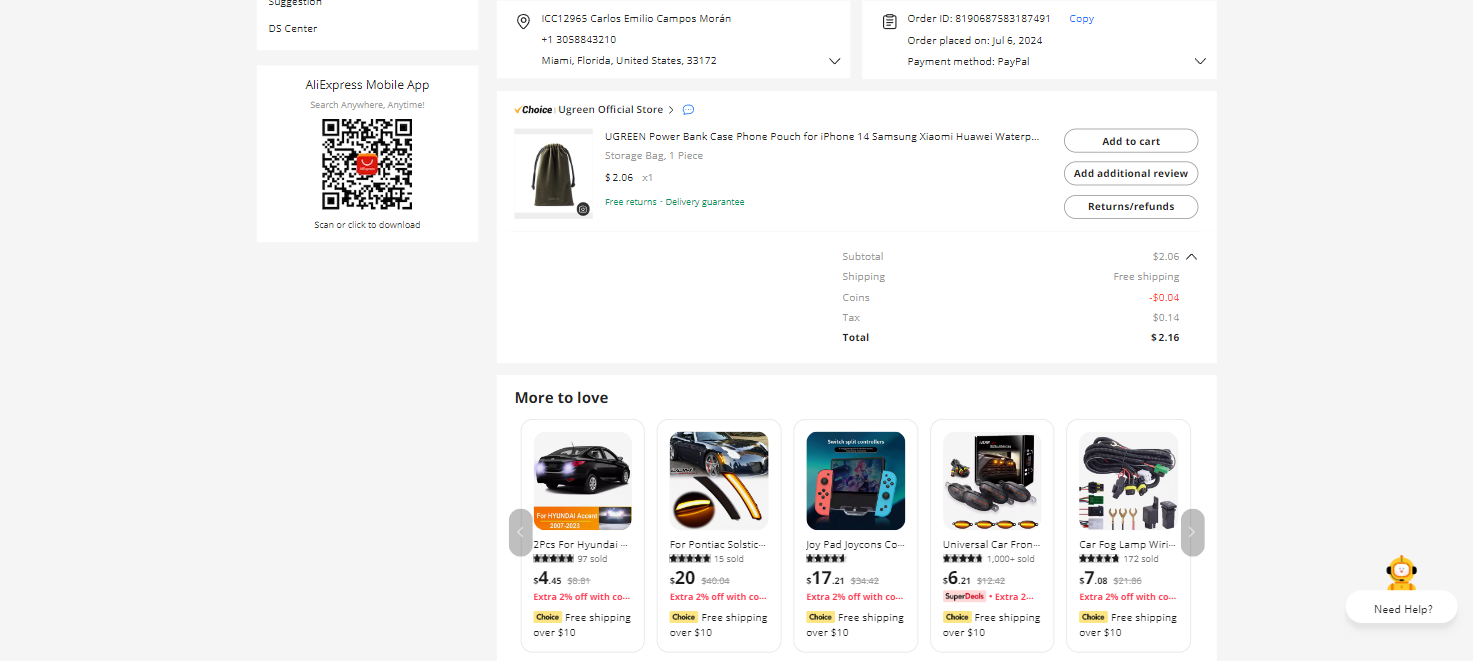 Suggestion
DS Center
AliExpress Mobile App
Search Anywhere, Anytime!
Scan or click to download
ICC12965 Carlos Emilio Campos Morán
+1 3058843210
Miami, Florida, United States, 33172
Order ID: 8190687583187491 Copy
Order placed on: Jul 6, 2024
Payment method: PayPal
Choice Ugreen Official Store
UGREEN Power Bank Case Phone Pouch for iPhone 14 Samsung Xiaomi Huawei Waterp...
Storage Bag, 1 Piece
$2.06 x1
Free returns · Delivery guarantee
Add to cart
Add additional review
Returns/refunds
Subtotal $2.06
Shipping Free shipping
Coins -$0.04
Tax $0.14
Total $2.16
More to love
For HYUNDAI Accent
2007-2023
2Pcs For Hyundai ...
97 sold
$4.45 $8.81
Extra 2% off with co...
Choice Free shipping
over $10
For Pontiac Solstic...
15 sold
$20 $40.04
Extra 2% off with co...
Choice Free shipping
over $10
Switch split controllers
Joy Pad Joycons Co...
$17.21 $34.42
Extra 2% off with co...
Choice Free shipping
over $10
Universal Car Fron...
1,000+ sold
$6.21 $12.42
SuperDeals • Extra 2...
Choice Free shipping
over $10
Car Fog Lamp Wiri...
172 sold
$7.08 $21.86
Extra 2% off with co...
Choice Free shipping
over $10
Need Help?